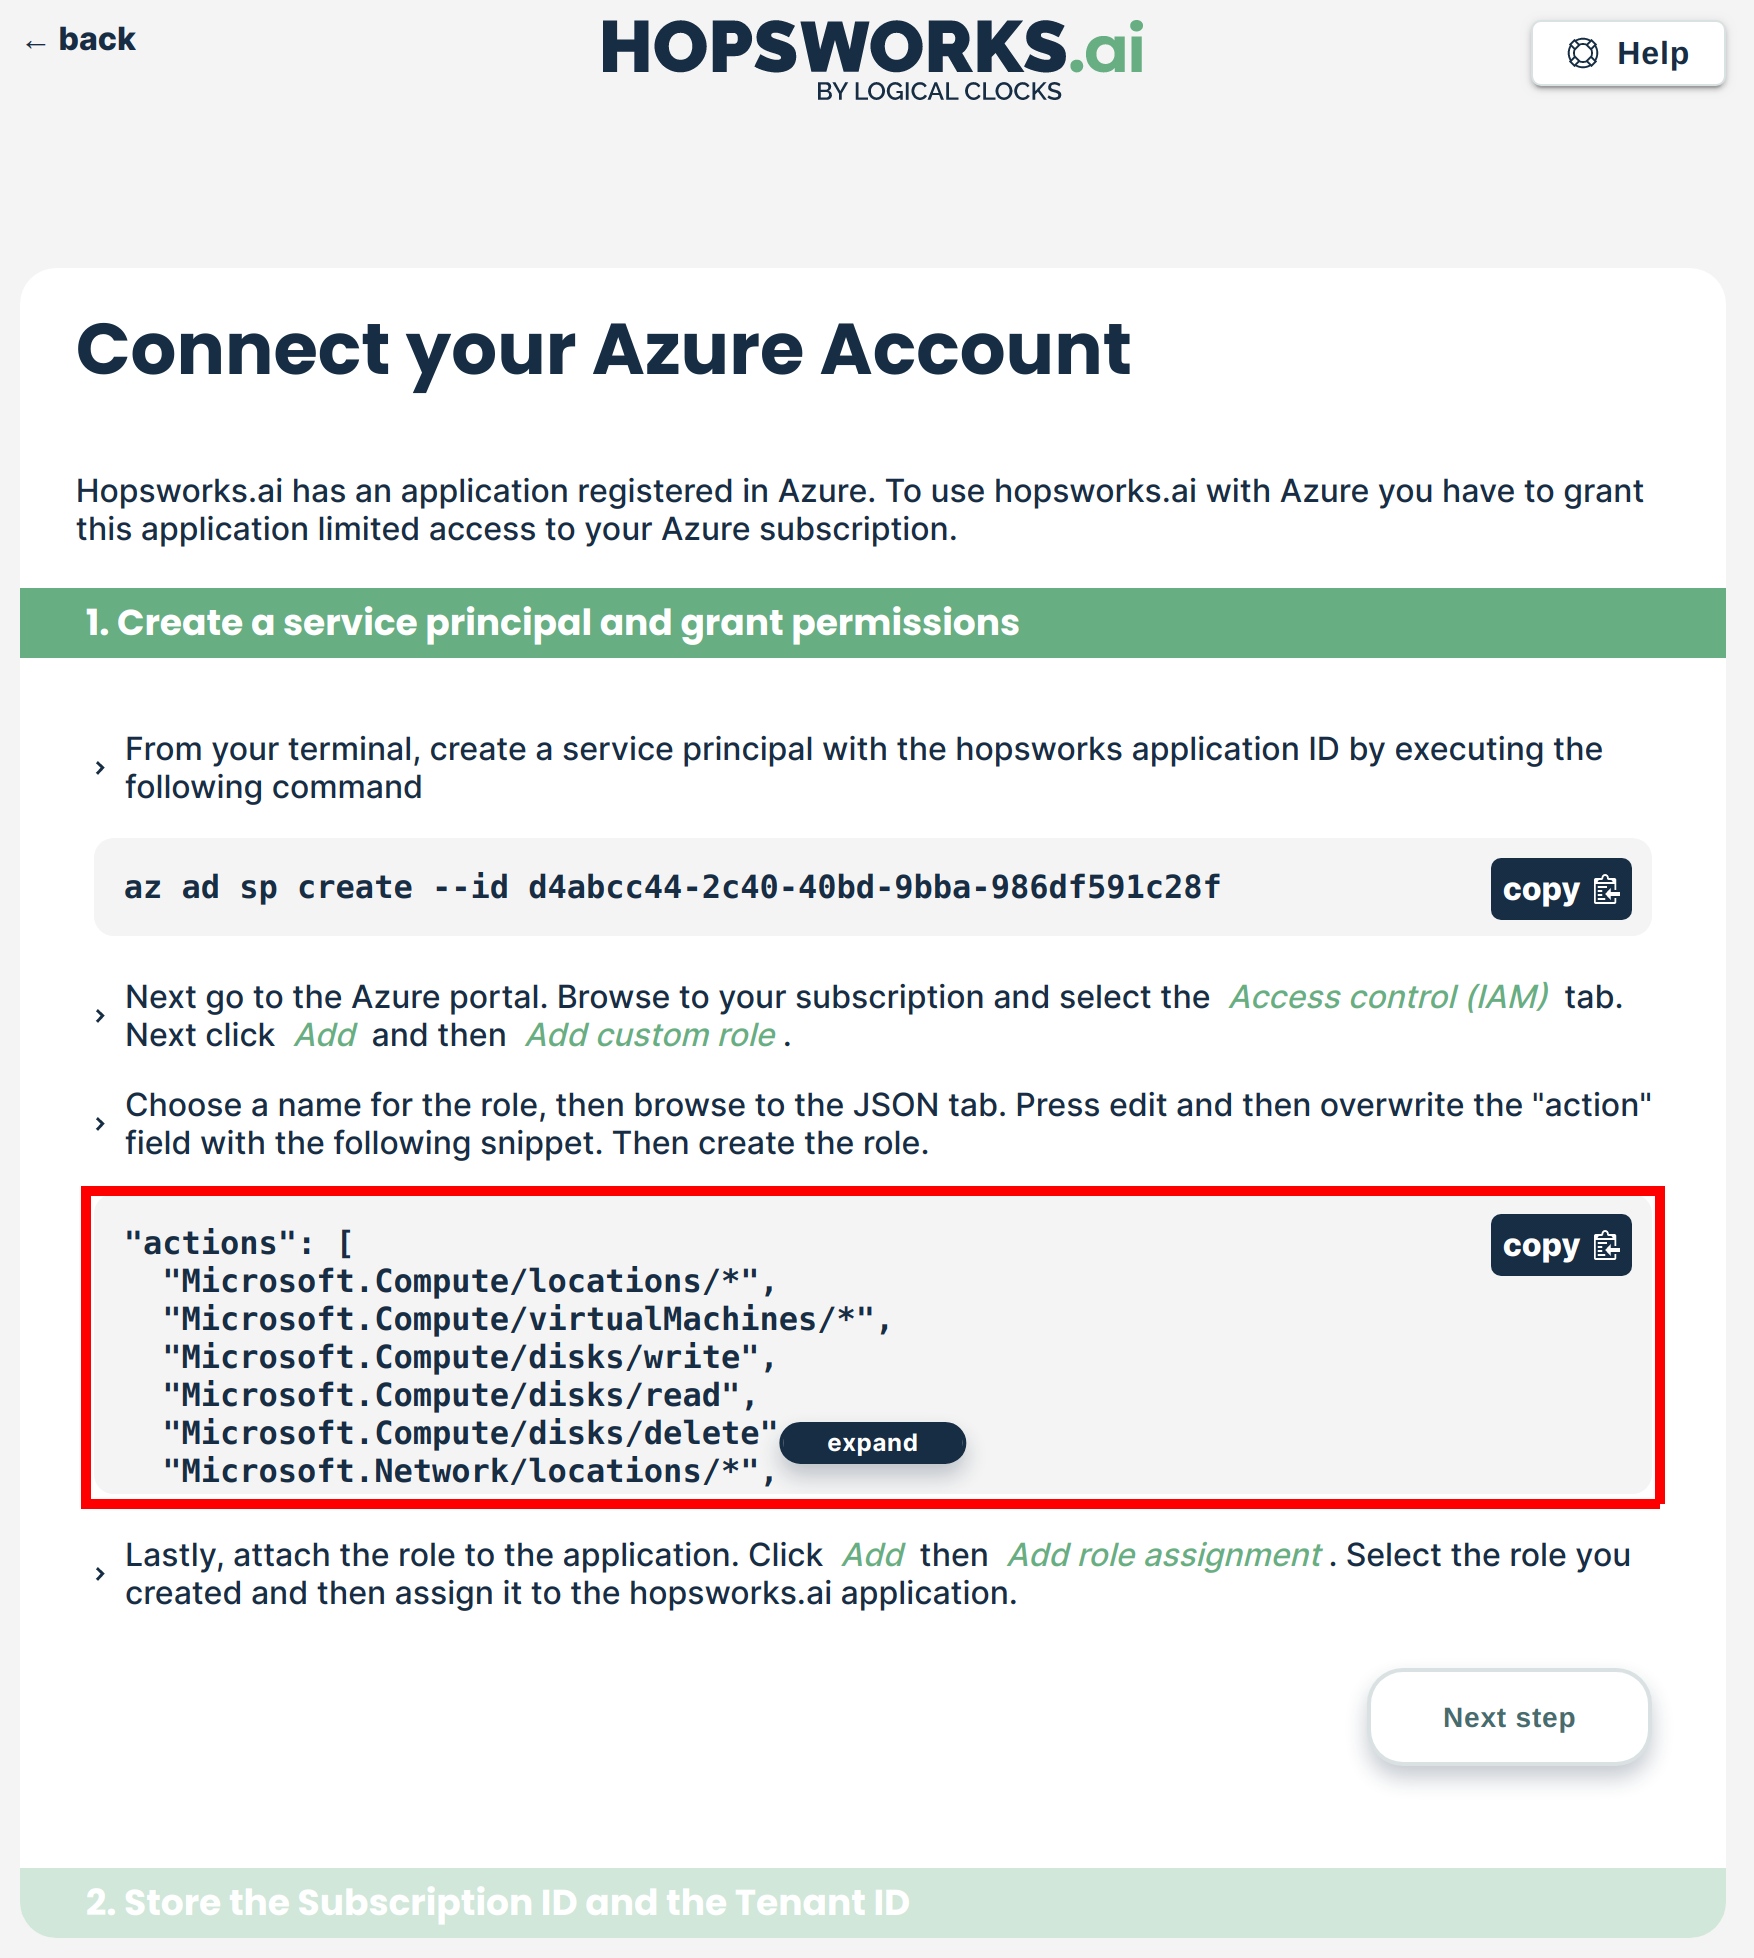 ← back
HOPSWORKS.ai
BY LOGICAL CLOCKS
Help
Connect your Azure Account
Hopsworks.ai has an application registered in Azure. To use hopsworks.ai with Azure you have to grant
this application limited access to your Azure subscription.
1. Create a service principal and grant permissions
From your terminal, create a service principal with the hopsworks application ID by executing the
following command
az ad sp create --id d4abcc44-2c40-40bd-9bba-986df591c28f
copy
Next go to the Azure portal. Browse to your subscription and select the Access control (IAM) tab.
Next click Add and then Add custom role.
Choose a name for the role, then browse to the JSON tab. Press edit and then overwrite the "action"
field with the following snippet. Then create the role.
copy
"actions": [
"Microsoft.Compute/locations/*",
"Microsoft.Compute/virtualMachines/*",
"Microsoft.Compute/disks/write",
"Microsoft.Compute/disks/read",
"Microsoft.Compute/disks/delete"
expand
"Microsoft.Network/locations/*",
Lastly, attach the role to the application. Click Add then Add role assignment. Select the role you
created and then assign it to the hopsworks.ai application.
Next step
2. Store the Subscription ID and the Tenant ID